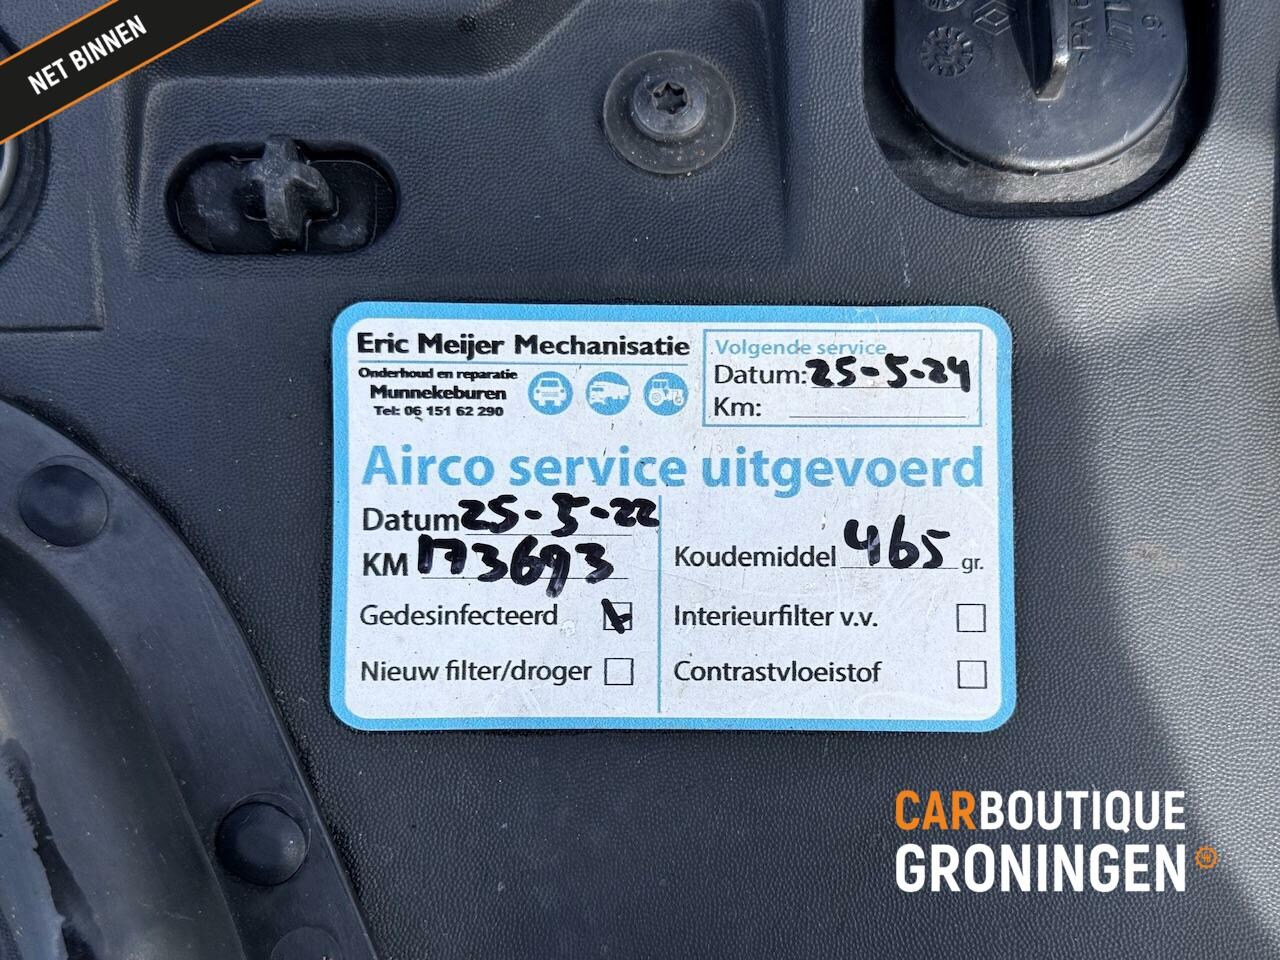 NET BINNEN
Eric Meijer Mechanisatie
Onderhoud en reparatie
Munnekeburen
Tel: 06 151 62 290
Volgende service
Datum: 25-5-24
Km:
Airco service uitgevoerd
Datum 25-5-22
KM 173693
Gedesinfecteerd
Nieuw filter/droger
Koudemiddel 465 gr.
Interieurfilter v.v.
Contrastvloeistof
CARBOUTIQUE
GRONINGEN